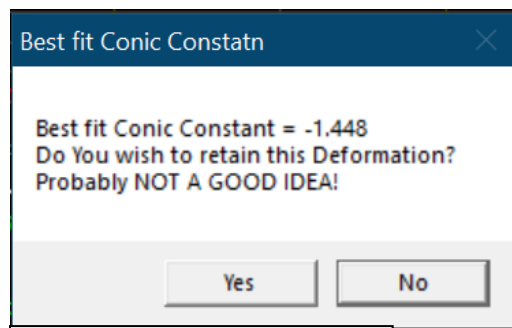 Best fit Conic Constatn
Best fit Conic Constant = -1.448
Do You wish to retain this Deformation?
Probably NOT A GOOD IDEA!
Yes
No